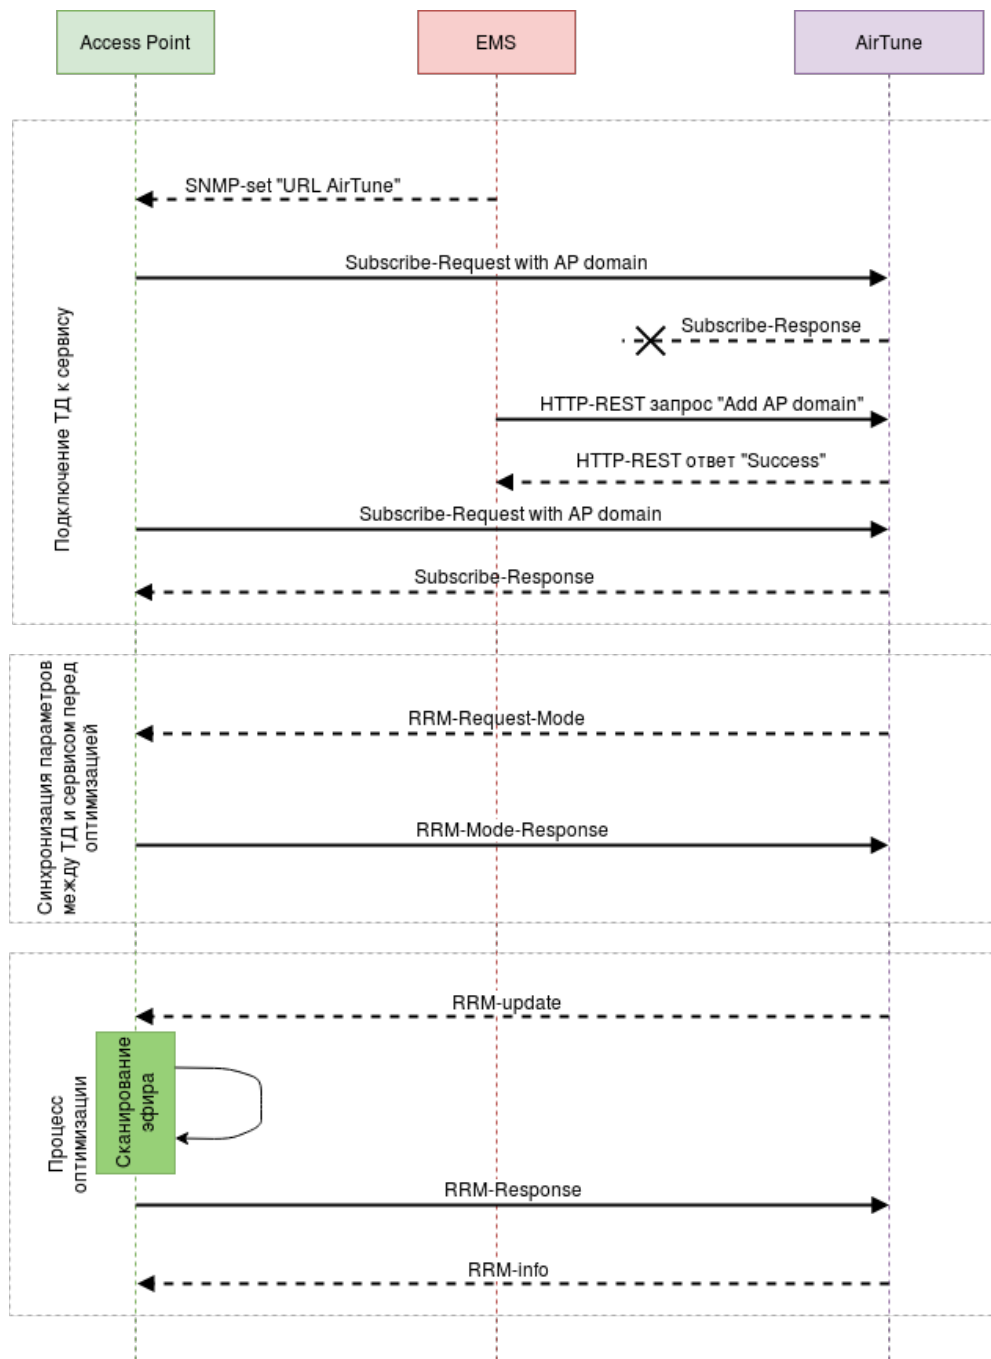 Access Point
EMS
AirTune
SNMP-set "URL AirTune"
Subscribe-Request with AP domain
Subscribe-Response
HTTP-REST запрос "Add AP domain"
HTTP-REST ответ "Success"
Subscribe-Request with AP domain
Subscribe-Response
Подключение ТД к сервису
RRM-Request-Mode
RRM-Mode-Response
Синхронизация параметров
между ТД и сервисом перед
оптимизацией
RRM-update
Сканирование
эфира
RRM-Response
RRM-info
Процесс
оптимизации